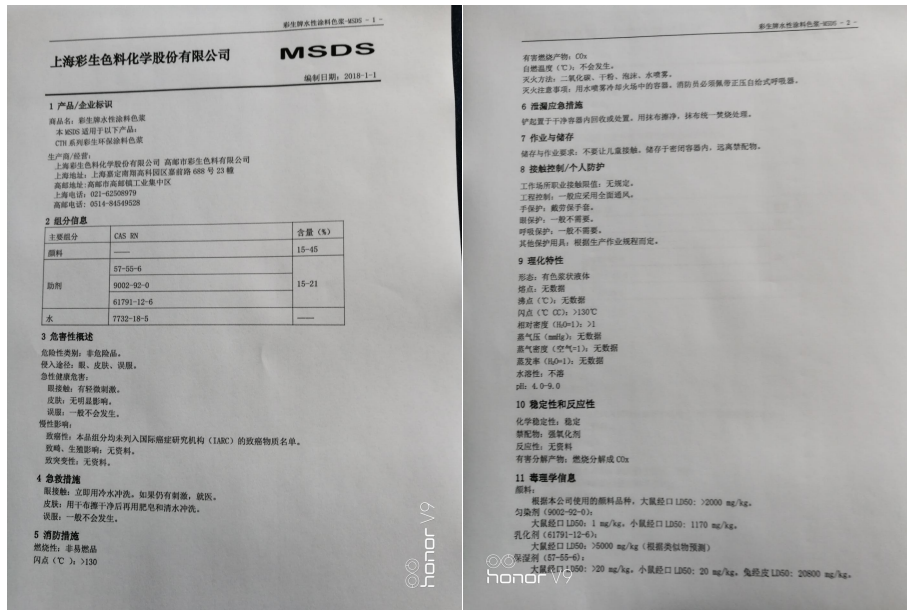 彩生牌水性涂料色浆-MSDS - 1 -
上海彩生色料化学股份有限公司
MSDS
编制日期：2018-1-1
1 产品/企业标识
商品名：彩生牌水性涂料色浆
本 MSDS 适用于以下产品：
CTH 系列彩生环保涂料色浆
生产商/经营：
上海彩生色料化学股份有限公司 高邮市彩生色料有限公司
上海地址：上海嘉定南翔高科园区嘉前路 688 号 23 幢
高邮地址:高邮市高邮镇工业集中区
上海电话：021-62508979
高邮电话：0514-84549528
2 组分信息
主要组分 CAS RN 含量（%）
颜料 —— 15-45
助剂 57-55-6 15-21
9002-92-0
61791-12-6
水 7732-18-5 ——
3 危害性概述
危险性类别：非危险品。
侵入途径：眼、皮肤、误服。
急性健康危害：
眼接触：有轻微刺激。
皮肤：无明显影响。
误服：一般不会发生。
慢性影响：
致癌性：本品组分均未列入国际癌症研究机构（IARC）的致癌物质名单。
致畸、生殖影响：无资料。
致突变性：无资料。
4 急救措施
眼接触：立即用冷水冲洗，如果仍有刺激，就医。
皮肤：用干布擦干净后再用肥皂和清水冲洗。
误服：一般不会发生。
5 消防措施
燃烧性：非易燃品
闪点（℃ ）：>130
honor V9
彩生牌水性涂料色浆-MSDS - 2 -
有害燃烧产物：COx
自燃温度（℃）：不会发生。
灭火方法：二氧化碳、干粉、泡沫、水喷雾。
灭火注意事项：用水喷雾冷却火场中的容器。消防员必须佩带正压自给式呼吸器。
6 泄漏应急措施
铲起置于干净容器内回收或处置。用抹布擦净，抹布统一焚烧处理。
7 作业与储存
储存与作业要求：不要让儿童接触。储存于密闭容器内，远离禁配物。
8 接触控制/个人防护
工作场所职业接触限值：无规定。
工程控制：一般应采用全面通风。
手保护：戴劳保手套。
眼保护：一般不需要。
呼吸保护：一般不需要。
其他保护用具：根据生产作业规程而定。
9 理化特性
形态：有色浆状液体
熔点：无数据
沸点（℃）：无数据
闪点（℃ CC）：>130℃
相对密度（H₂O=1）：>1
蒸气压（mmHg）：无数据
蒸气密度（空气=1）：无数据
蒸发率（H₂O=1）：无数据
水溶性：不溶
pH：4.0-9.0
10 稳定性和反应性
化学稳定性：稳定
禁配物：强氧化剂
反应性：无资料
有害分解产物：燃烧分解成 COx
11 毒理学信息
颜料：
根据本公司使用的颜料品种，大鼠经口 LD50: >2000 mg/kg。
匀染剂（9002-92-0）：
大鼠经口 LD50：1 mg/kg，小鼠经口 LD50: 1170 mg/kg。
乳化剂（61791-12-6）：
大鼠经口 LD50：>5000 mg/kg（根据类似物预测）
保湿剂（57-55-6）：
大鼠经口 LD50: >20 mg/kg，小鼠经口 LD50: 20 mg/kg，兔经皮 LD50: 20800 mg/kg。
honor V9